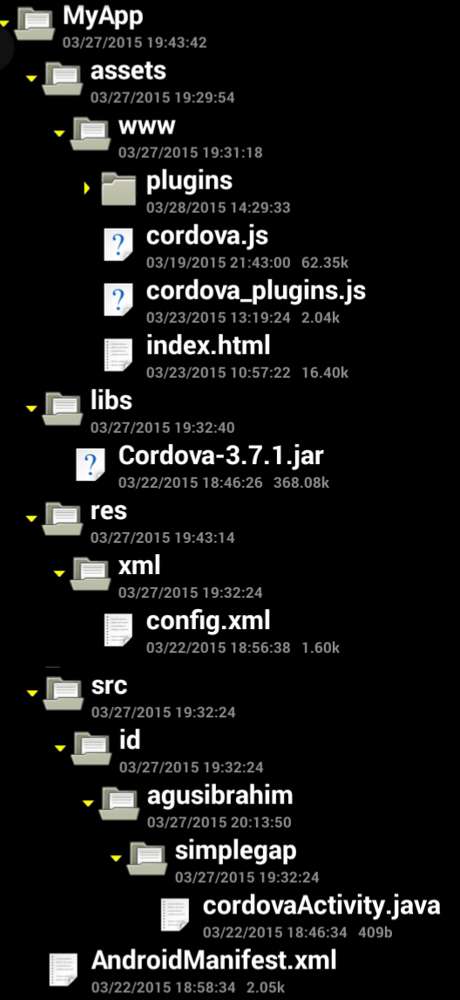 MyApp
03/27/2015 19:43:42
assets
03/27/2015 19:29:54
www
03/27/2015 19:31:18
plugins
03/28/2015 14:29:33
cordova.js
03/19/2015 21:43:00 62.35k
cordova_plugins.js
03/23/2015 13:19:24 2.04k
index.html
03/23/2015 10:57:22 16.40k
libs
03/27/2015 19:32:40
Cordova-3.7.1.jar
03/22/2015 18:46:26 368.08k
res
03/27/2015 19:43:14
xml
03/27/2015 19:32:24
config.xml
03/22/2015 18:56:38 1.60k
src
03/27/2015 19:32:24
id
03/27/2015 19:32:24
agusibrahim
03/27/2015 20:13:50
simplegap
03/27/2015 19:32:24
cordovaActivity.java
03/22/2015 18:46:34 409b
AndroidManifest.xml
03/22/2015 18:58:34 2.05k